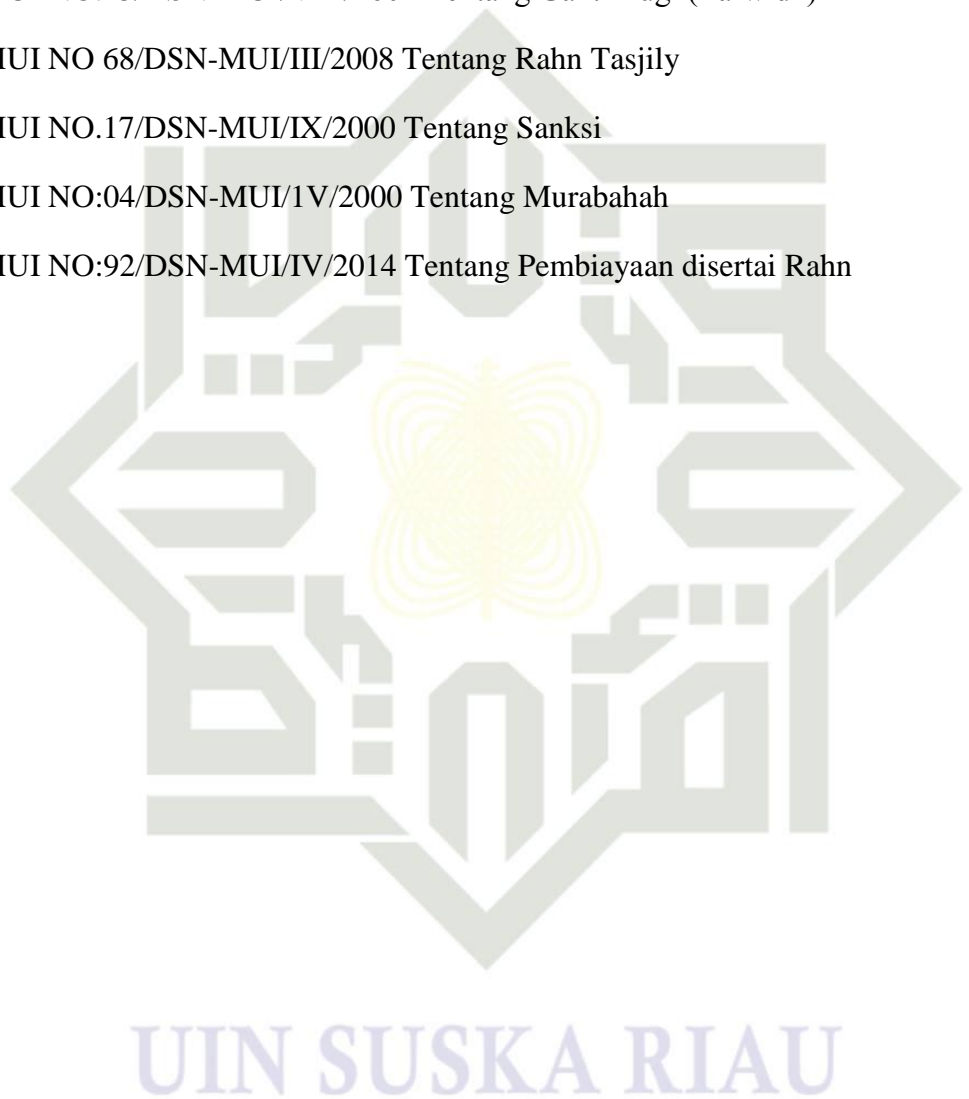 IUI NO 68/DSN-MUI/III/2008 Tentang Rahn Tasjily
IUI NO.17/DSN-MUI/IX/2000 Tentang Sanksi
IUI NO:04/DSN-MUI/1V/2000 Tentang Murabahah
IUI NO:92/DSN-MUI/IV/2014 Tentang Pembiayaan disertai Rahn
UIN SUSKA RIAU